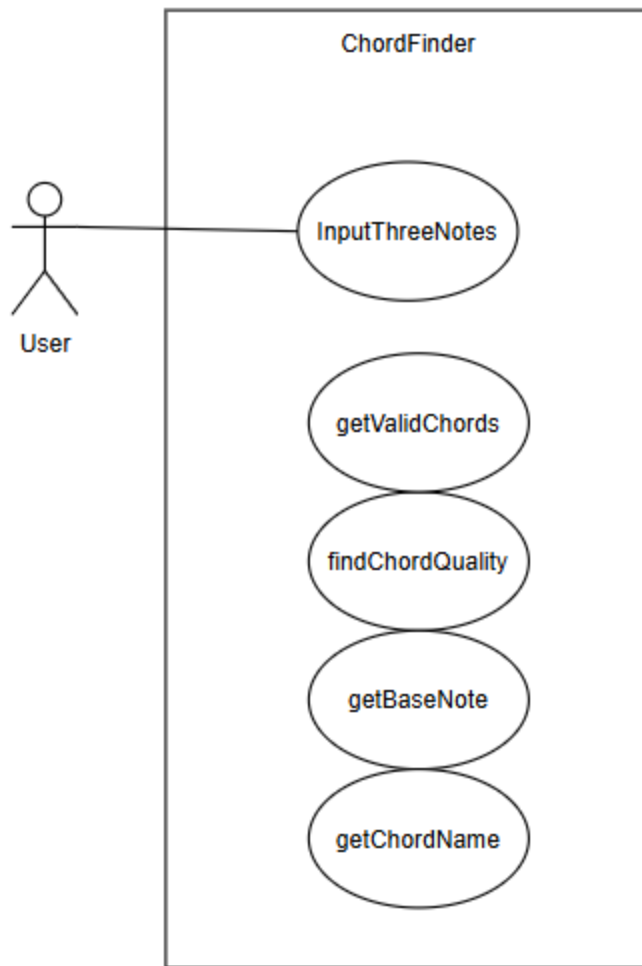 ChordFinder
InputThreeNotes
User
getValidChords
findChordQuality
getBaseNote
getChordName